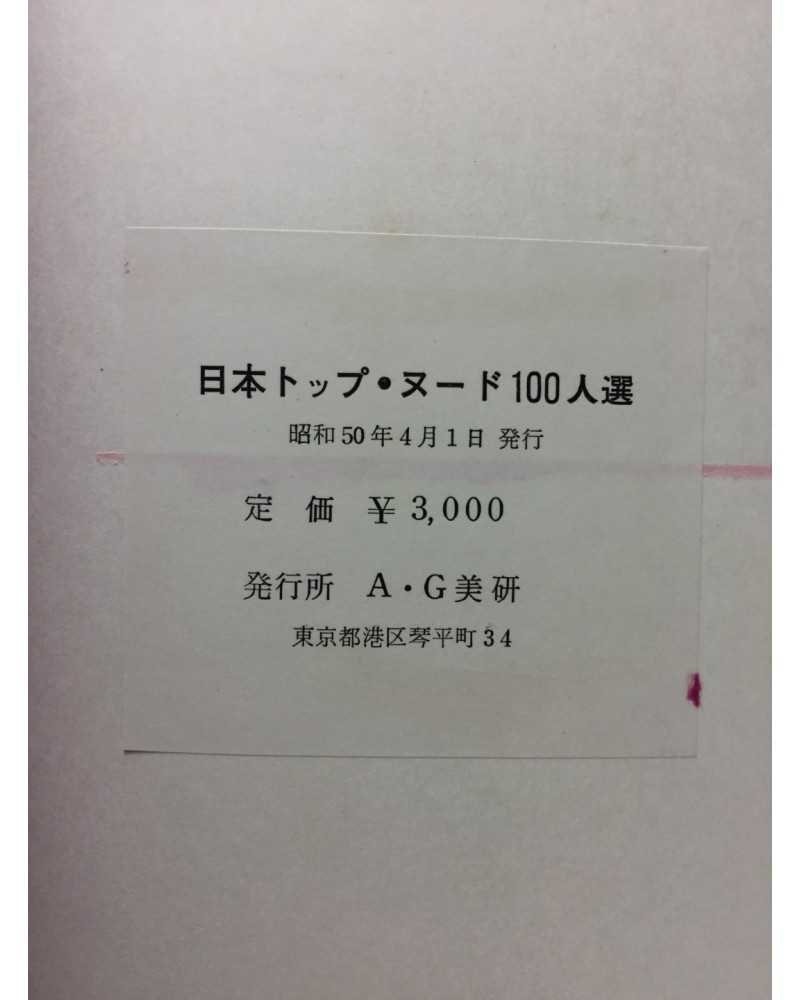 日本トップ・ヌード100人選
昭和50年4月1日 発行
定 価 ¥ 3,000
発行所 A・G美研
東京都港区琴平町34